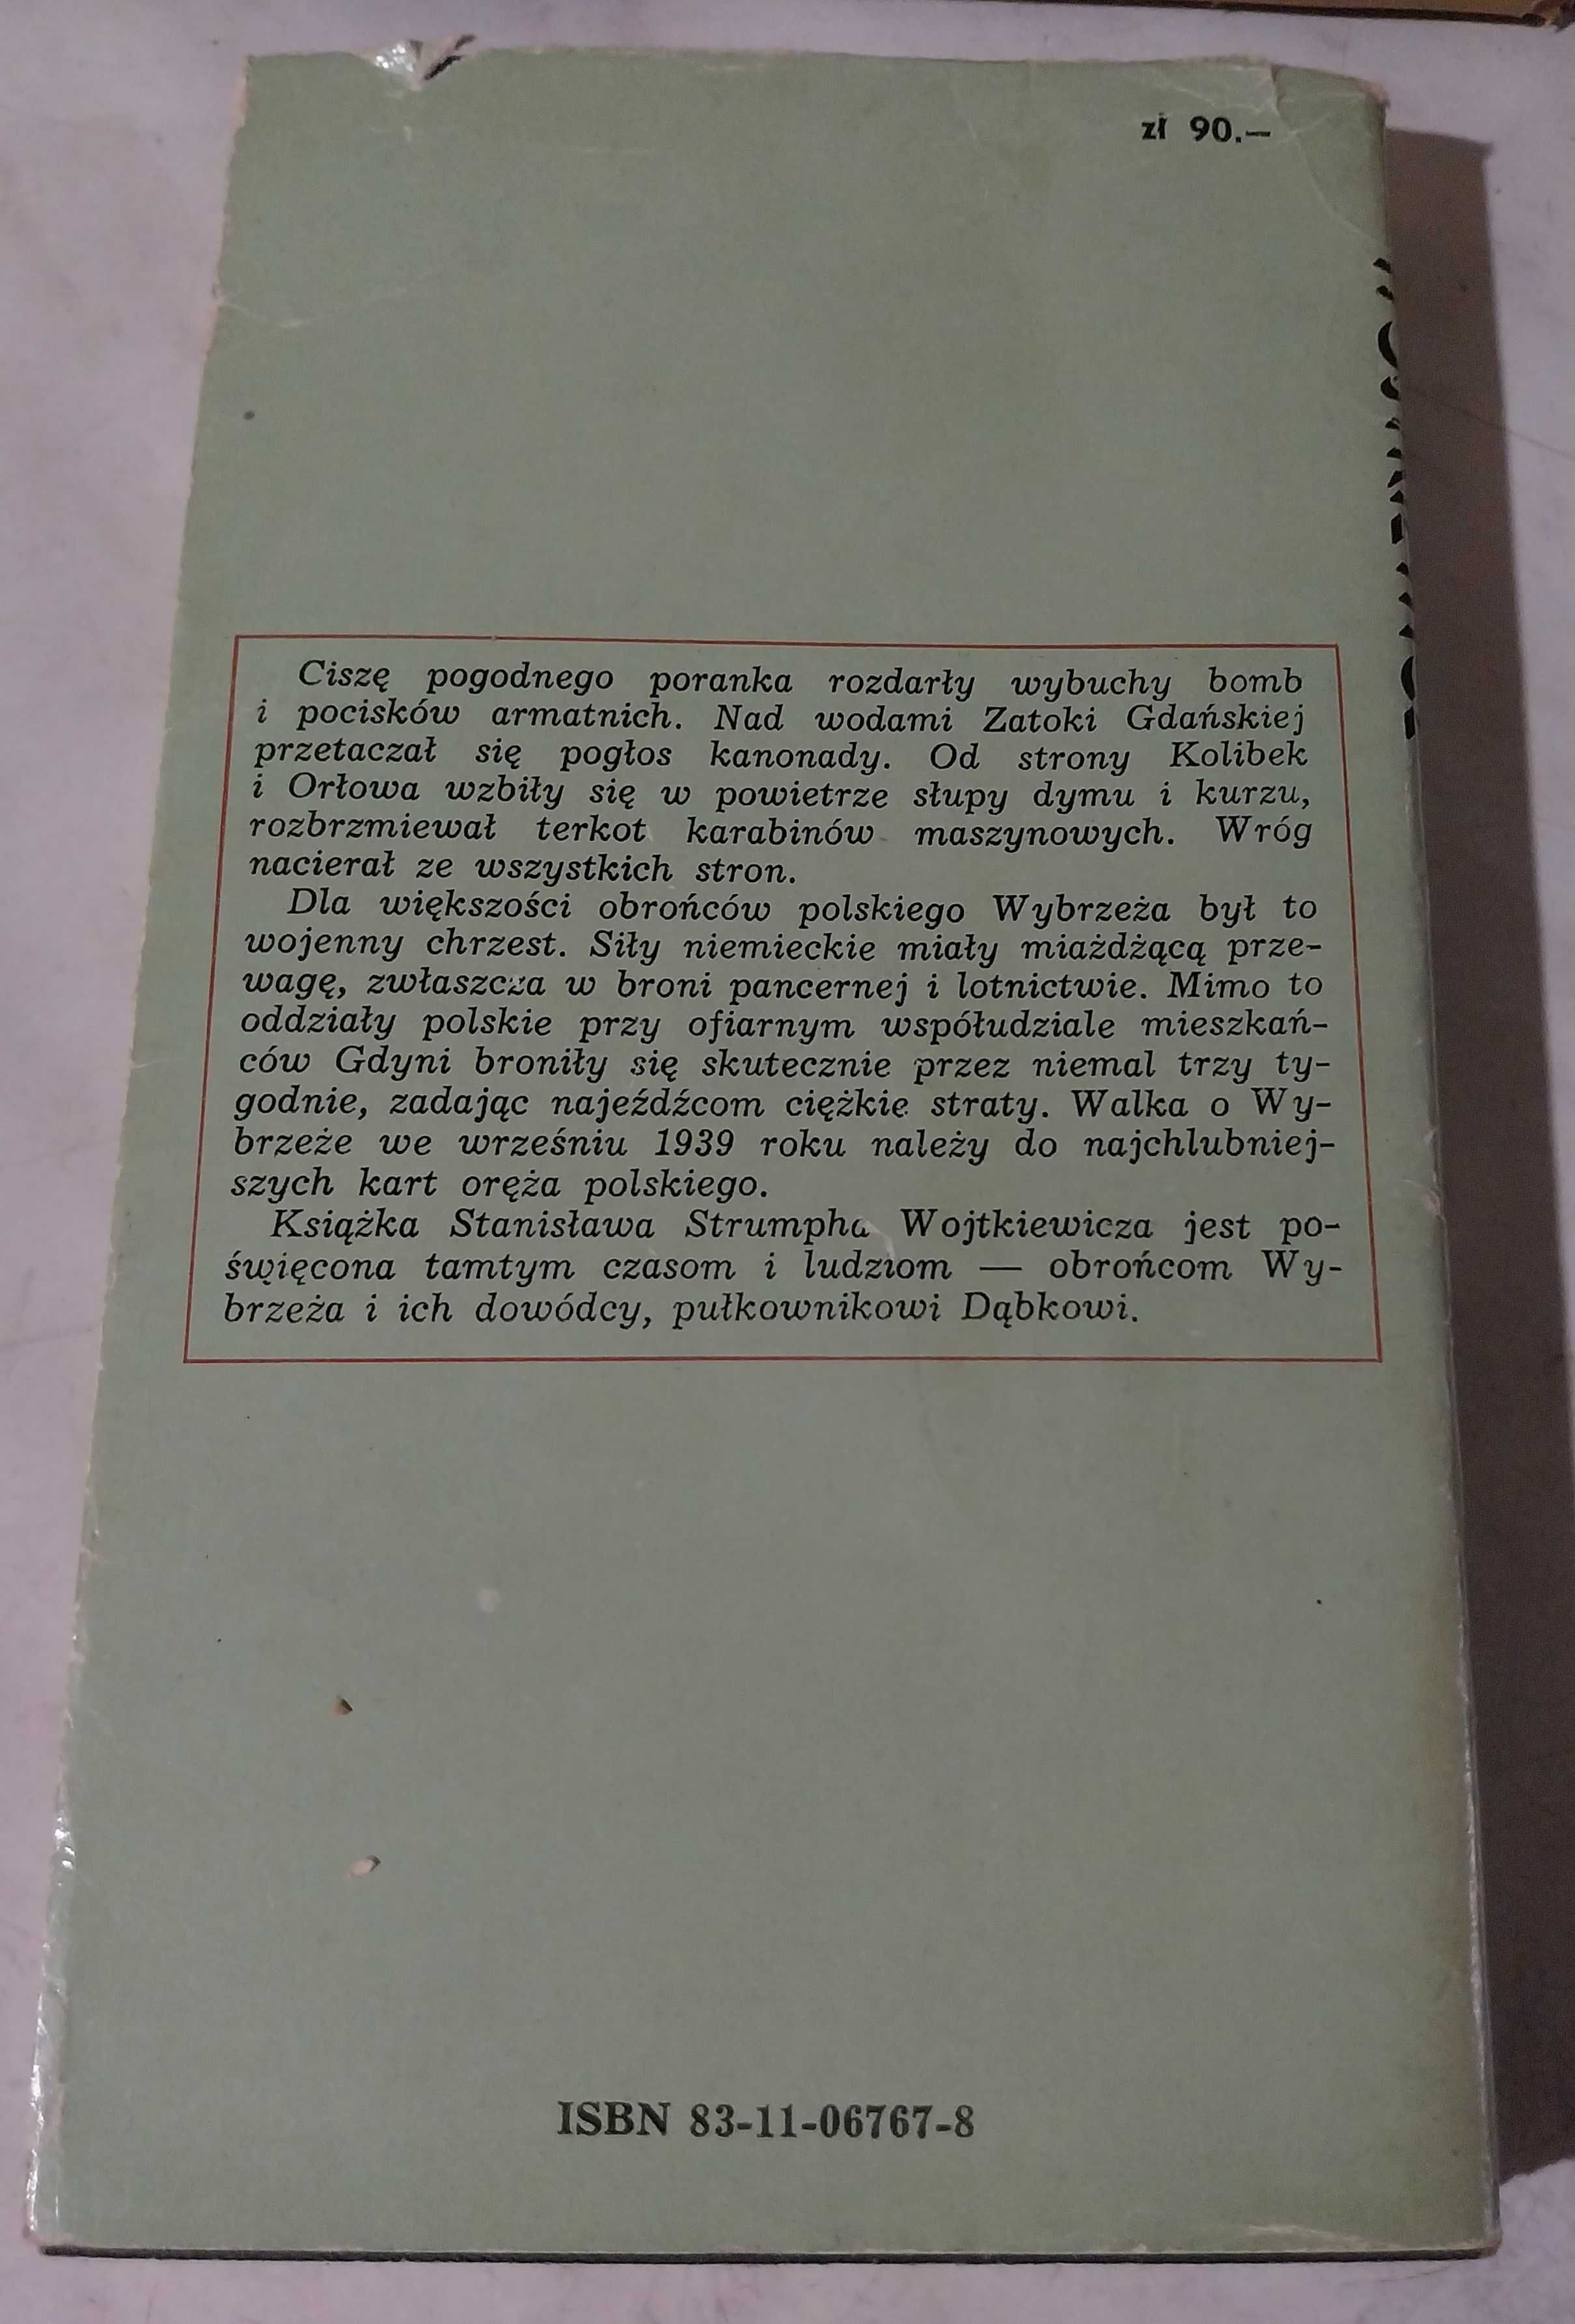 zł 90.—
Ciszę pogodnego poranka rozdarły wybuchy bomb
i pocisków armatnich. Nad wodami Zatoki Gdańskiej
przetaczał się pogłos kanonady. Od strony Kolibek
i Orłowa wzbiły się w powietrze słupy dymu i kurzu,
rozbrzmiewał terkot karabinów maszynowych. Wróg
nacierał ze wszystkich stron.
Dla większości obrońców polskiego Wybrzeża był to
wojenny chrzest. Siły niemieckie miały miażdżącą prze-
wagę, zwłaszcza w broni pancernej i lotnictwie. Mimo to
oddziały polskie przy ofiarnym współudziale mieszkań-
ców Gdyni broniły się skutecznie przez niemal trzy ty-
godnie, zadając najeźdźcom ciężkie straty. Walka o Wy-
brzeże we wrześniu 1939 roku należy do najchlubniej-
szych kart oręża polskiego.
Książka Stanisława Strumpha Wojtkiewicza jest po-
święcona tamtym czasom i ludziom — obrońcom Wy-
brzeża i ich dowódcy, pułkownikowi Dąbkowi.
ISBN 83-11-06767-8